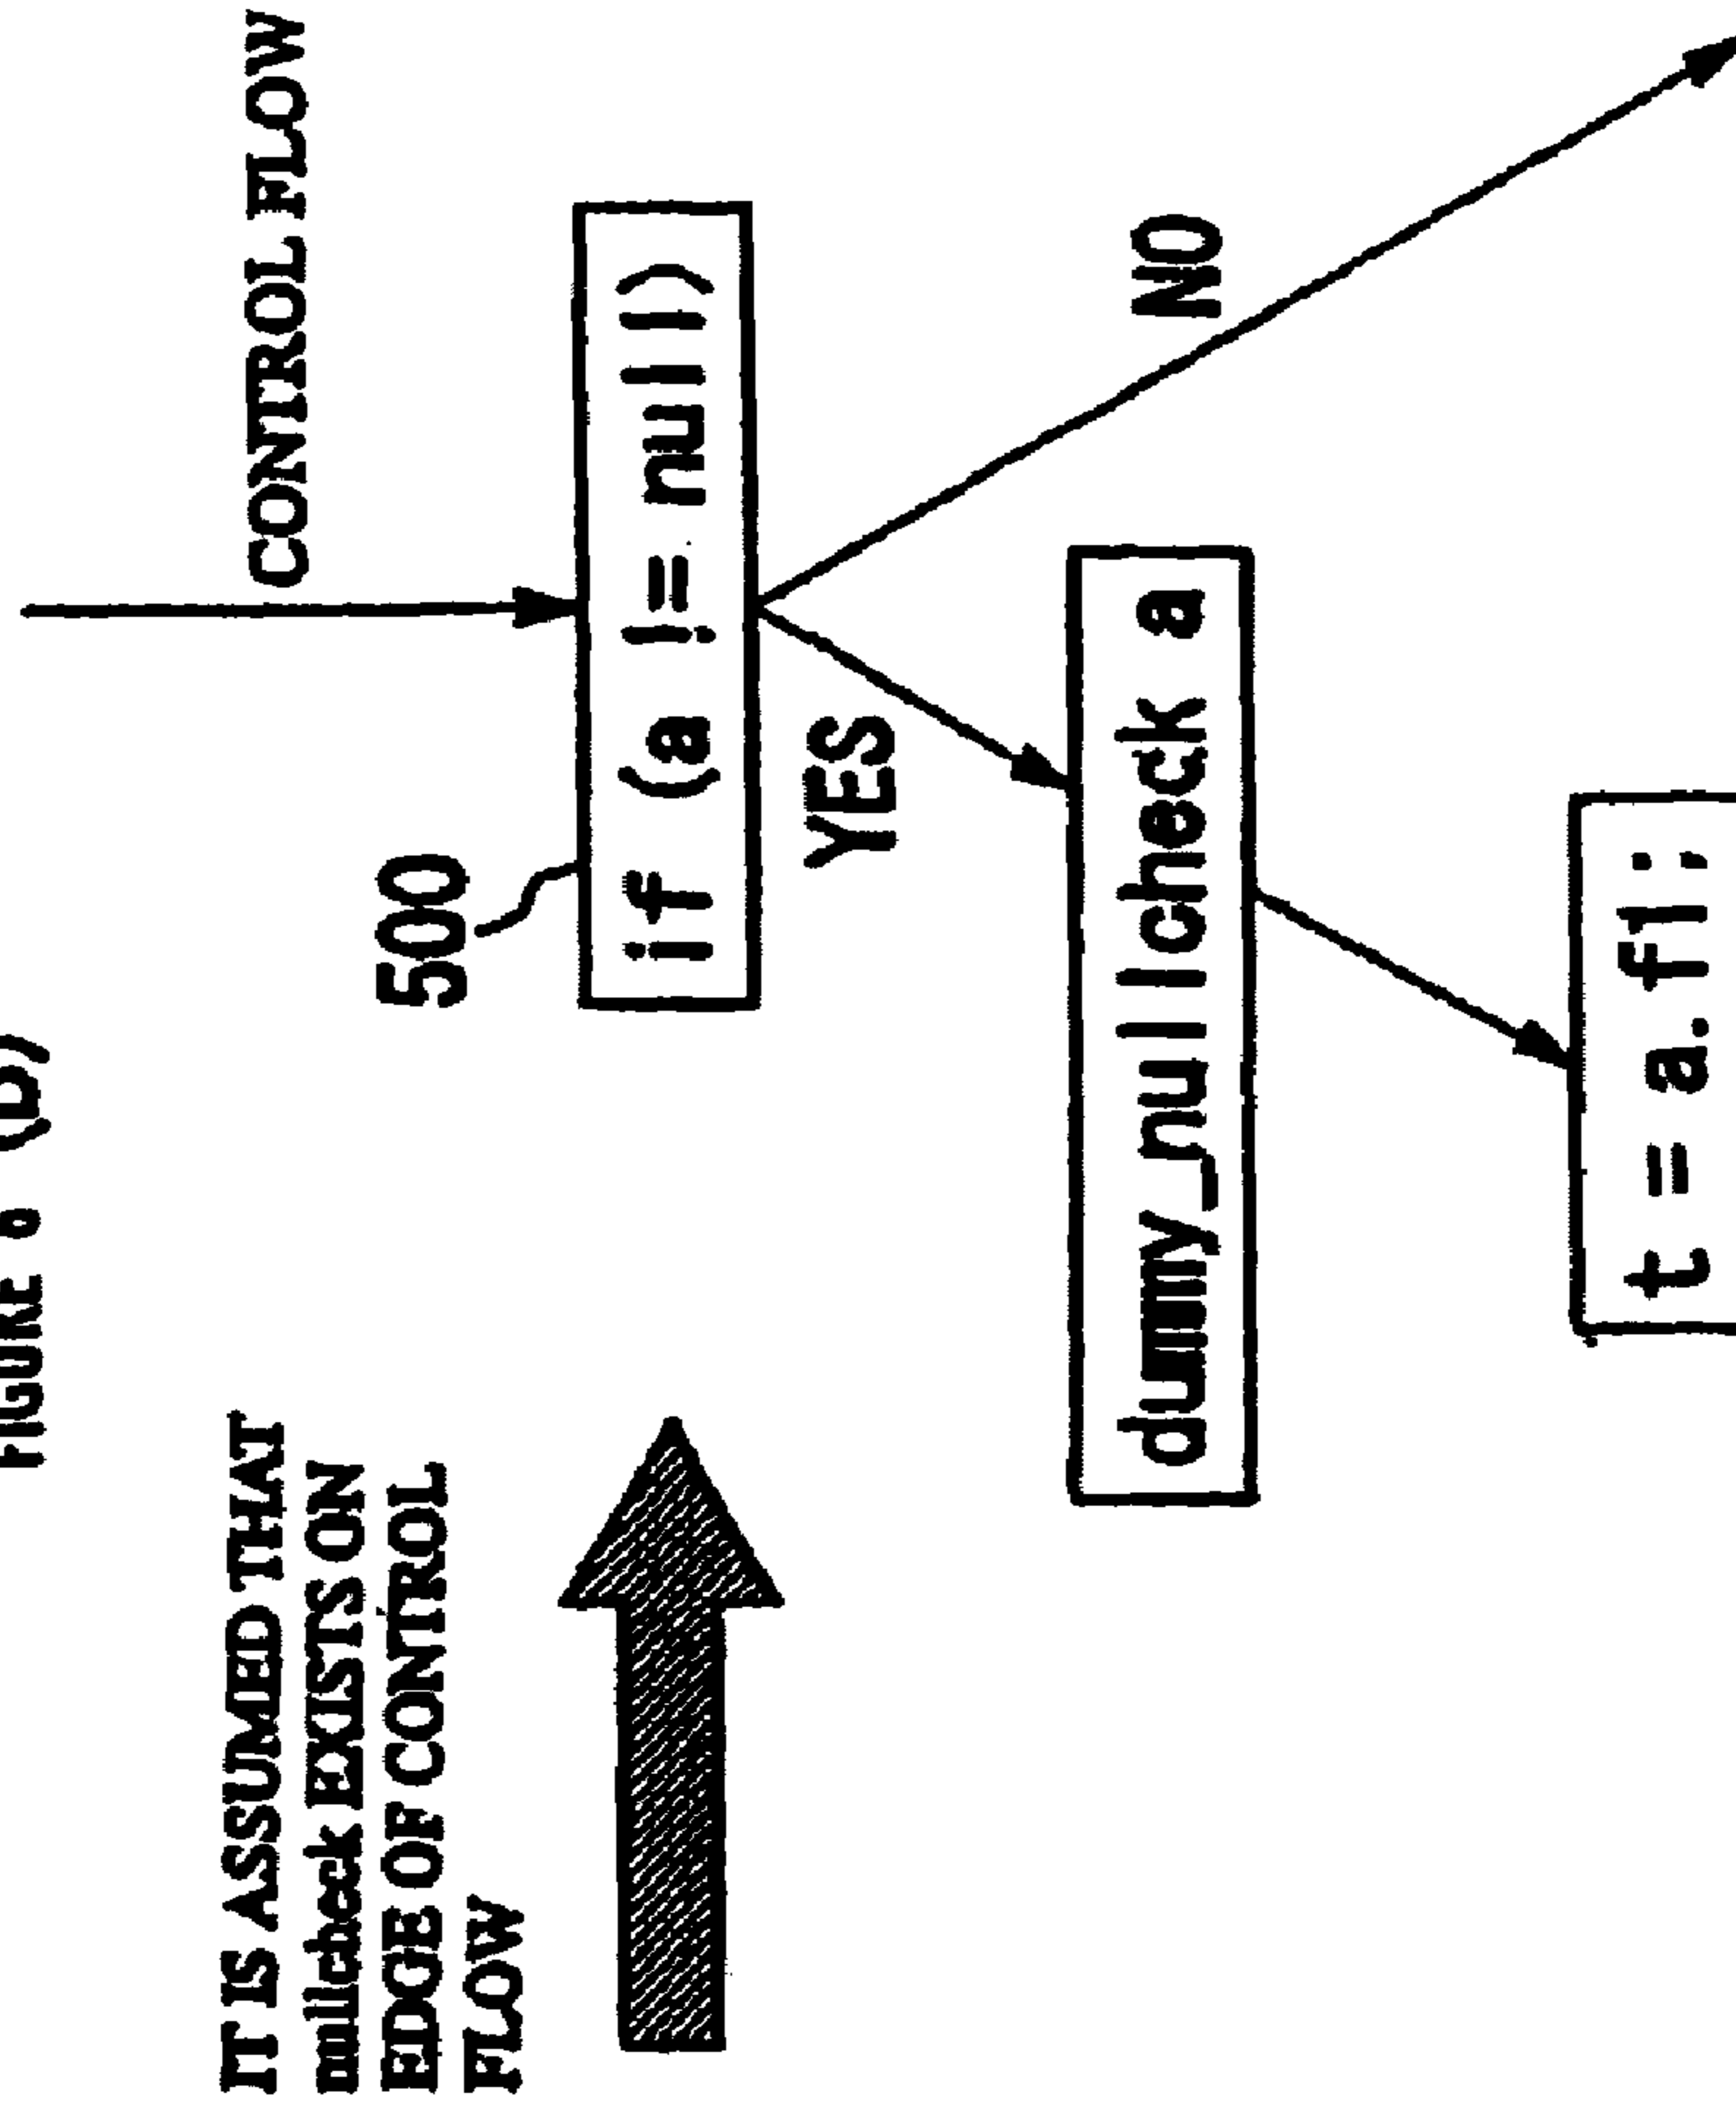 FIGURE 8 (b)
IT IS ASSUMED THAT
nullcheck EXISTS ON
EDGE OF CONTROL
FLOW
CONTROL FLOW
500
if (a != null)
YES
NO
dummy_nullcheck a
t = a.f1;